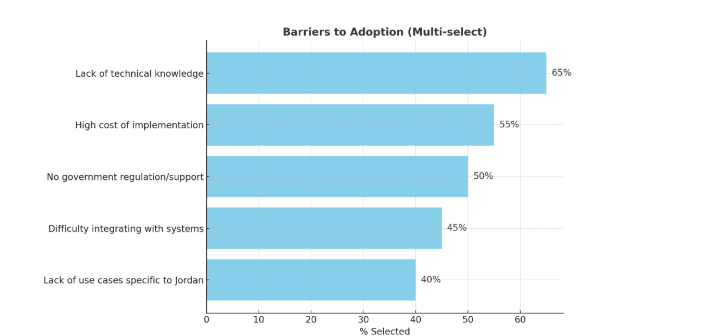 Barriers to Adoption (Multi-select)
Lack of technical knowledge 65%
High cost of implementation 55%
No government regulation/support 50%
Difficulty integrating with systems 45%
Lack of use cases specific to Jordan 40%
0 10 20 30 40 50 60
% Selected